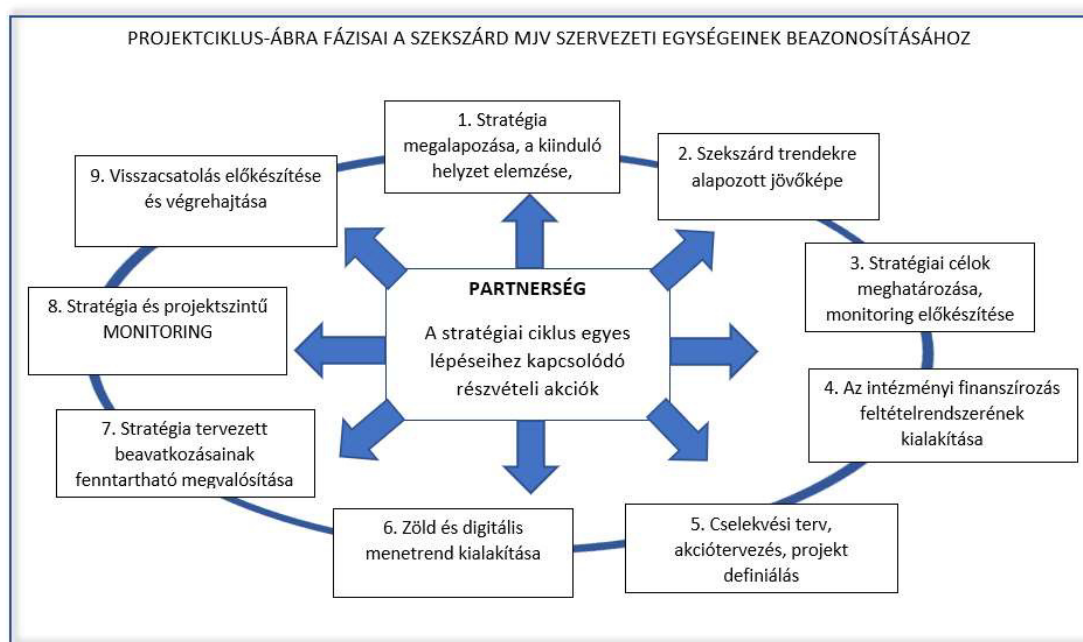 PROJEKTCIKLUS-ÁBRA FÁZISAI A SZEKSZÁRD MJV SZERVEZETI EGYSÉGEINEK BEAZONOSÍTÁSÁHOZ
1. Stratégia
megalapozása, a kiinduló
helyzet elemzése,
2. Szekszárd trendekre
alapozott jövőképe
3. Stratégiai célok
meghatározása,
monitoring előkészítése
4. Az intézményi finanszírozás
feltételrendszerének
kialakítása
5. Cselekvési terv,
akciótervezés, projekt
definiálás
6. Zöld és digitális
menetrend kialakítása
7. Stratégia tervezett
beavatkozásainak
fenntartható megvalósítása
8. Stratégia és projektszintű
MONITORING
9. Visszacsatolás előkészítése
és végrehajtása
PARTNERSÉG
A stratégiai ciklus egyes
lépéseihez kapcsolódó
részvételi akciók